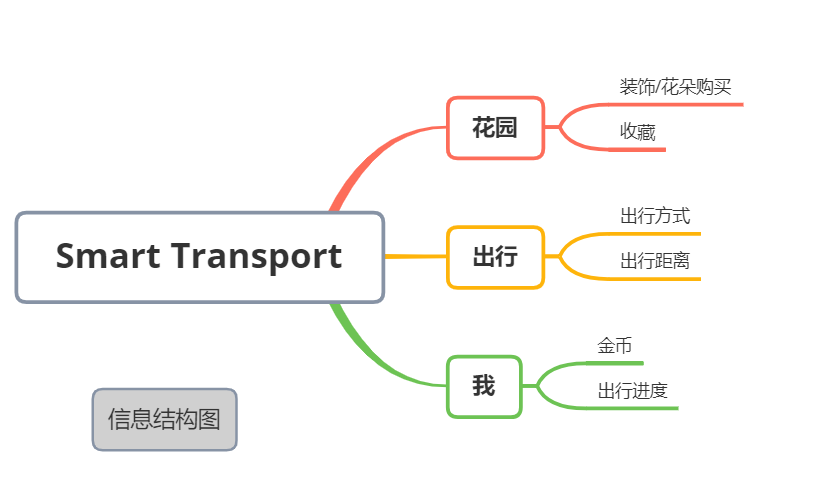 Smart Transport
花园
装饰/花朵购买
收藏
出行
出行方式
出行距离
我
金币
出行进度
信息结构图